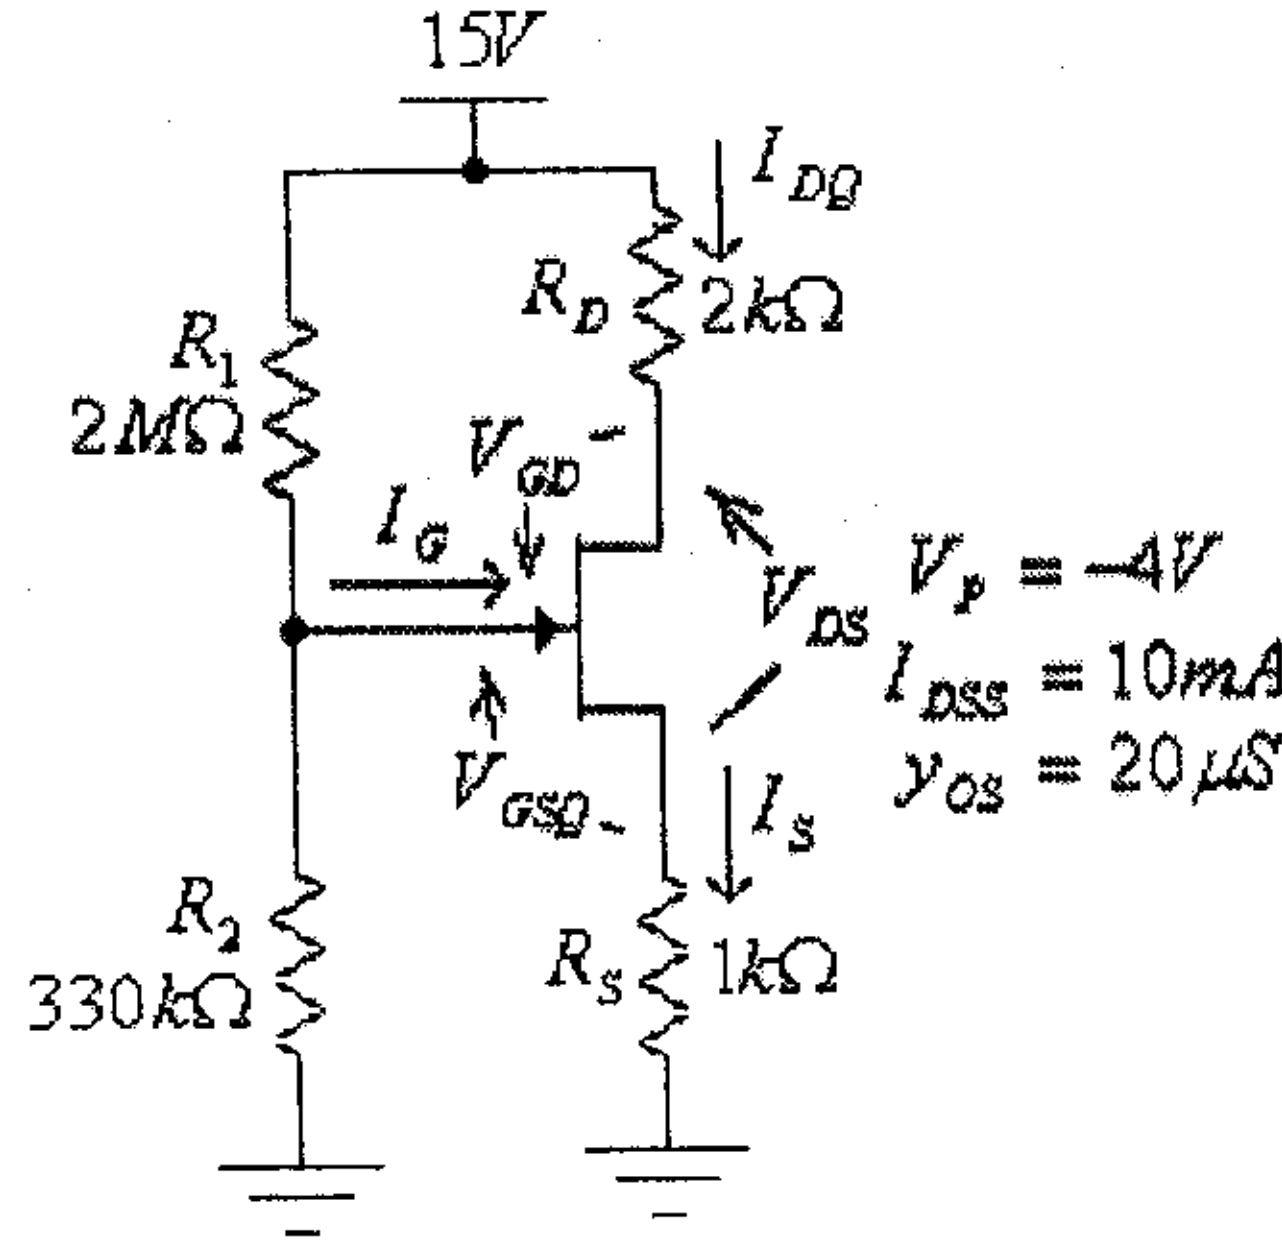 15V
I_DQ
R_D 2kΩ
R_1
2MΩ
V_GD −
I_G
V_DS
V_p = −4V
I_DSS = 10mA
y_OS = 20μS
V_GSQ −
I_S
R_2
330kΩ
R_S 1kΩ